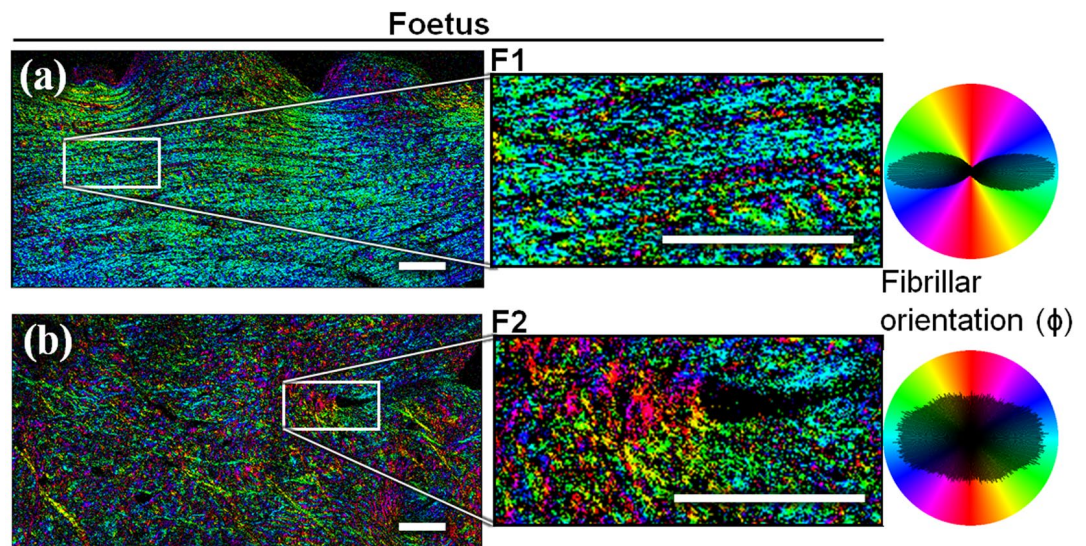 Foetus
(a)
F1
Fibrillar
orientation (ϕ)
(b)
F2